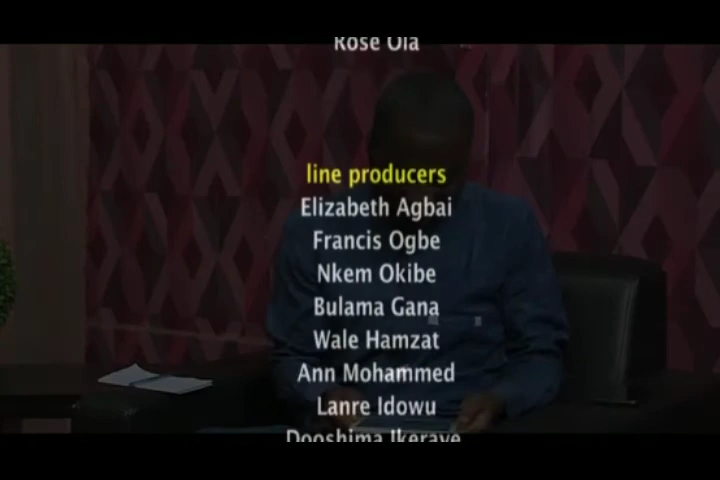 Rose Ola
line producers
Elizabeth Agbai
Francis Ogbe
Nkem Okibe
Bulama Gana
Wale Hamzat
Ann Mohammed
Lanre Idowu
Dooshima Ikerave